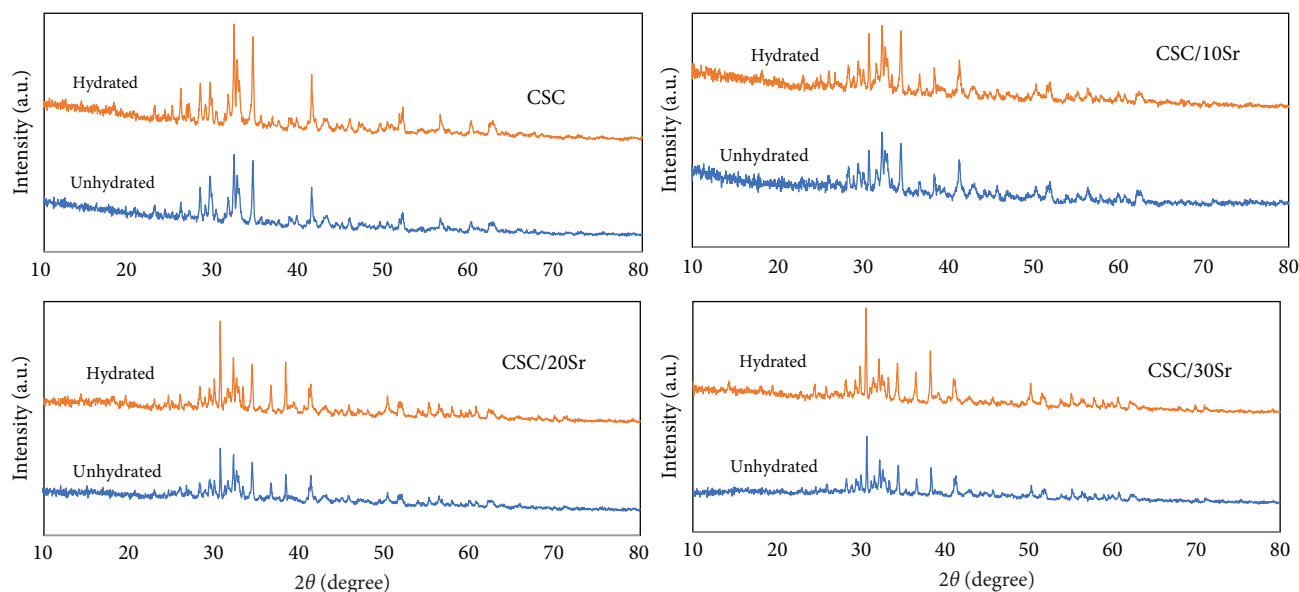 Intensity (a.u.)
Hydrated
CSC
Unhydrated
10 20 30 40 50 60 70 80
Intensity (a.u.)
Hydrated
CSC/10Sr
Unhydrated
10 20 30 40 50 60 70 80
Intensity (a.u.)
Hydrated
CSC/20Sr
Unhydrated
10 20 30 40 50 60 70 80
2θ (degree)
Intensity (a.u.)
Hydrated
CSC/30Sr
Unhydrated
10 20 30 40 50 60 70 80
2θ (degree)